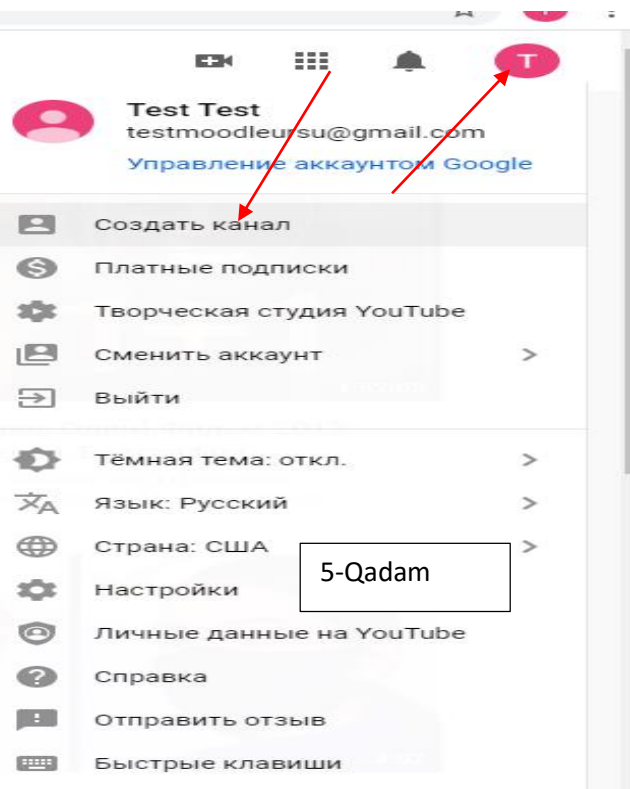 T
Test Test
testmoodleursu@gmail.com
Управление аккаунтом Google
Создать канал
Платные подписки
Творческая студия YouTube
Сменить аккаунт
Выйти
Тёмная тема: откл.
Язык: Русский
Страна: США
5-Qadam
Настройки
Личные данные на YouTube
Справка
Отправить отзыв
Быстрые клавиши